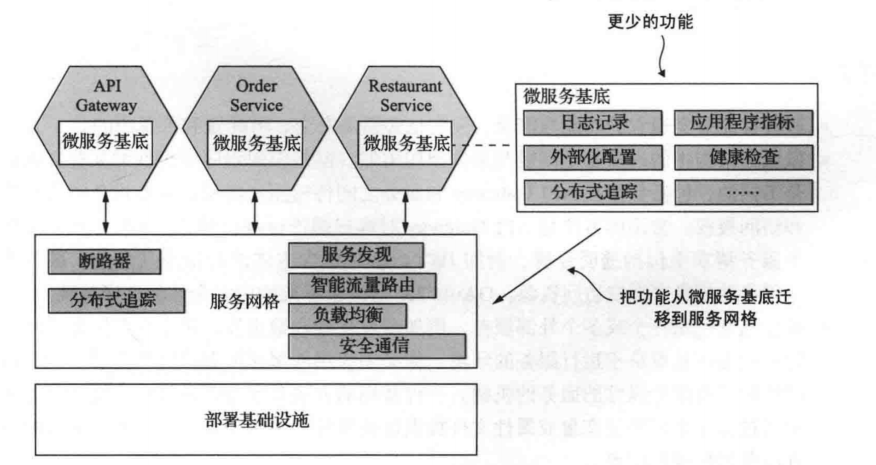 更少的功能
API
Gateway
微服务基底
Order
Service
微服务基底
Restaurant
Service
微服务基底
微服务基底
日志记录
应用程序指标
外部化配置
健康检查
分布式追踪
……
断路器
分布式追踪
服务网格
服务发现
智能流量路由
负载均衡
安全通信
把功能从微服务基底迁
移到服务网格
部署基础设施